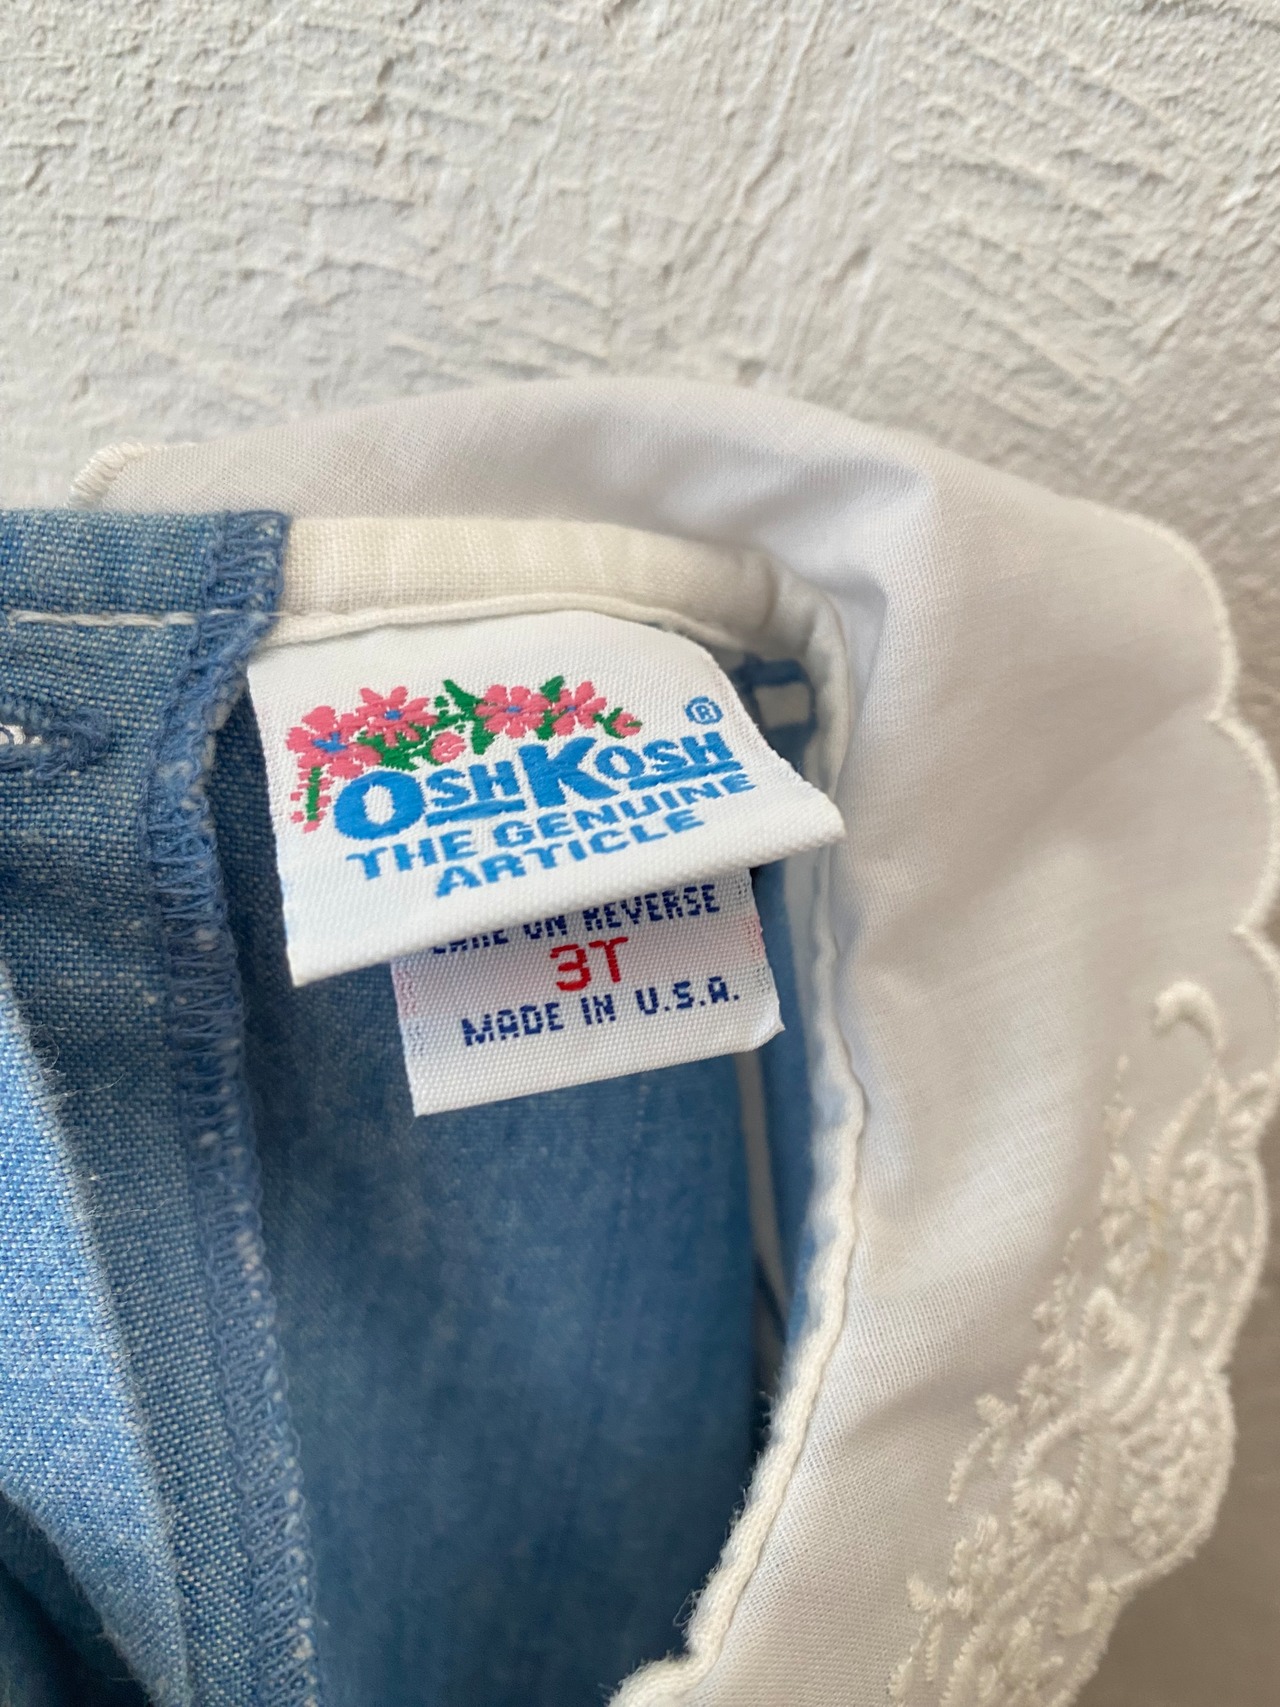 ®
OSHKOSH
THE GENUINE
ARTICLE
CARE ON REVERSE
3T
MADE IN U.S.A.